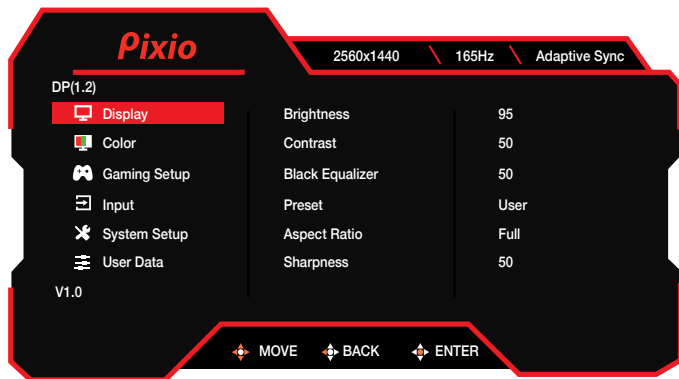 Pixio
2560x1440 \ 165Hz \ Adaptive Sync
DP(1.2)
Display Brightness 95
Color Contrast 50
Gaming Setup Black Equalizer 50
Input Preset User
System Setup Aspect Ratio Full
User Data Sharpness 50
V1.0
MOVE BACK ENTER